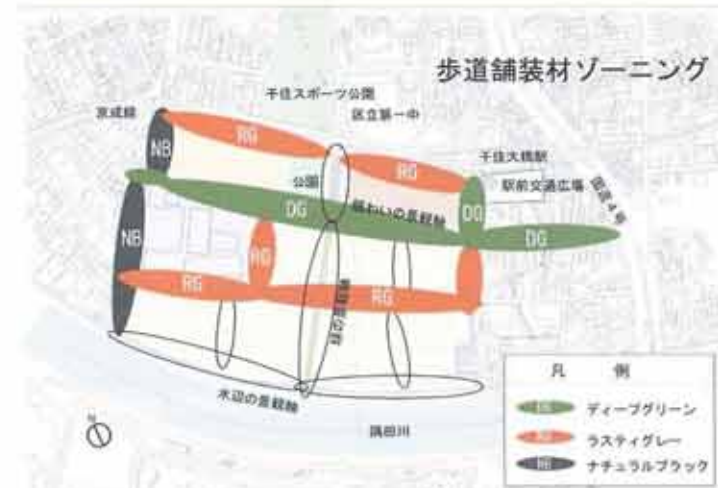 歩道舗装材ゾーニング
千住スポーツ公園
京成線
区立第一中
RG
NB
RG
千住大橋駅
公園
駅前交通広場
国道4号
DG
賑わいの景観軸
DG
DG
NB
RG
RG
RG
水辺の景観軸
隅田川
凡 例
DG ディープグリーン
RG ラスティグレー
NB ナチュラルブラック